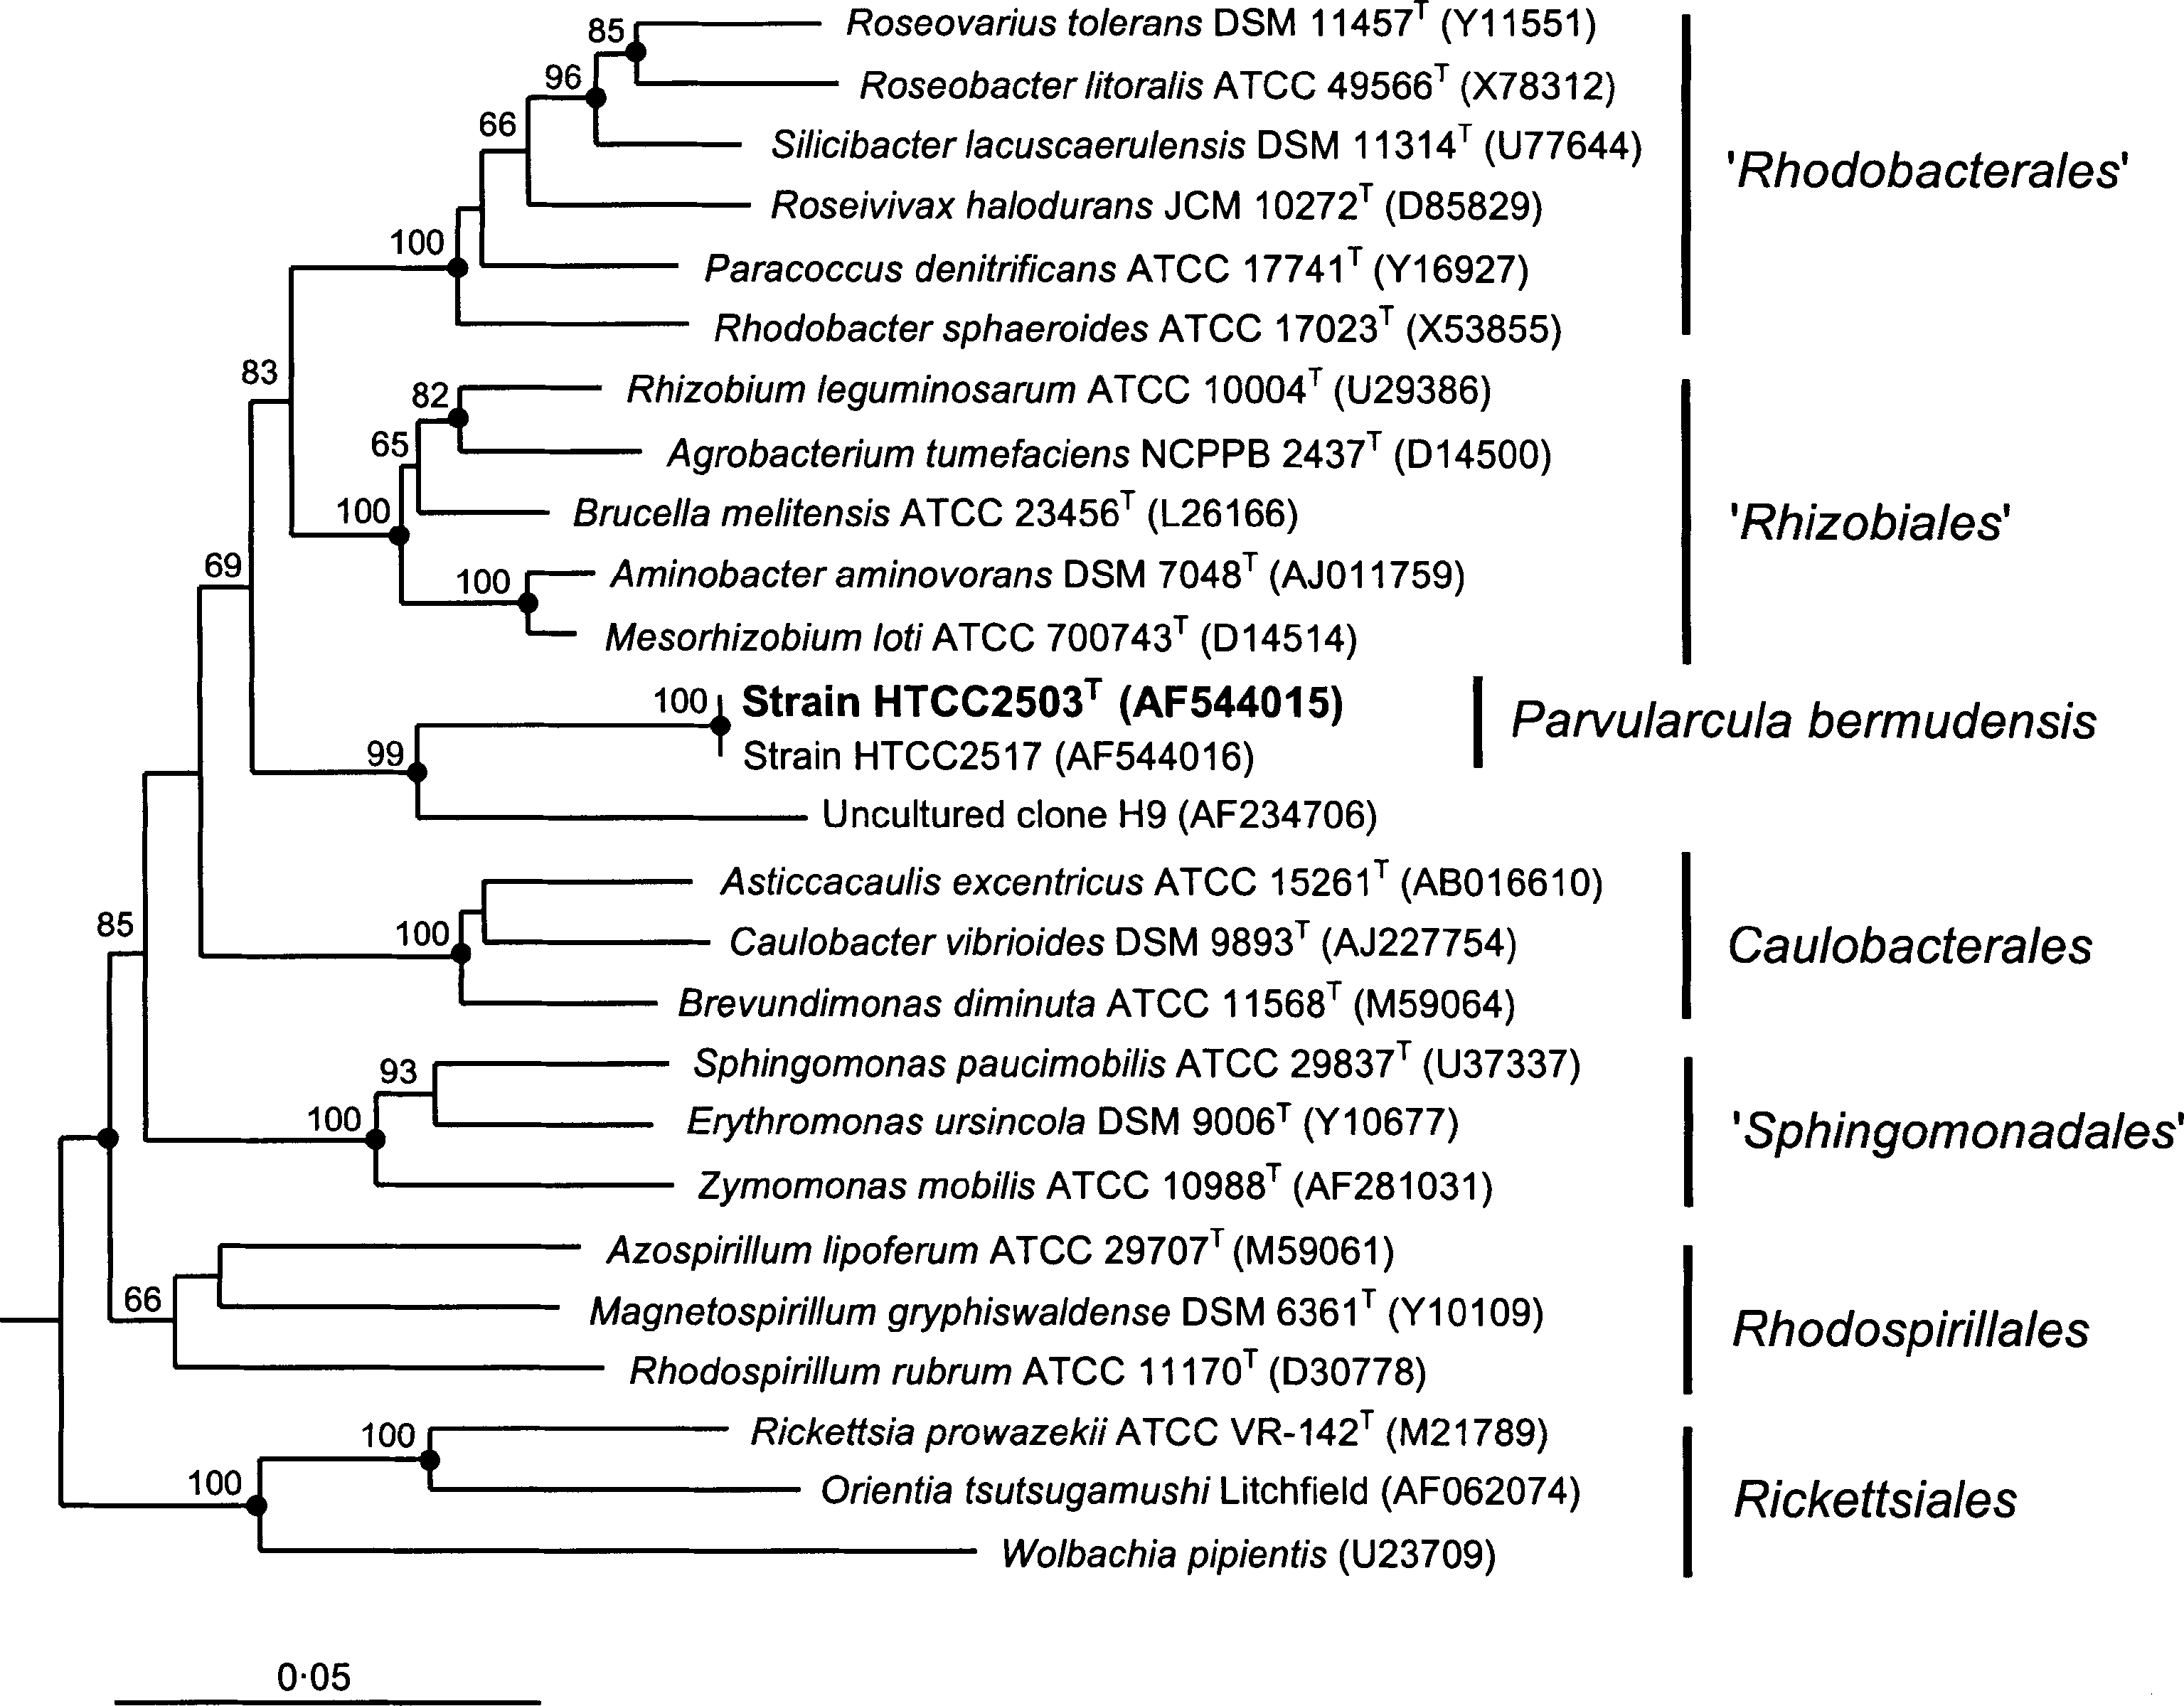 85
Roseovarius tolerans DSM 11457T (Y11551)
96
Roseobacter litoralis ATCC 49566T (X78312)
66
Silicibacter lacuscaerulensis DSM 11314T (U77644)
'Rhodobacterales'
Roseivivax halodurans JCM 10272T (D85829)
100
Paracoccus denitrificans ATCC 17741T (Y16927)
Rhodobacter sphaeroides ATCC 17023T (X53855)
83
82
Rhizobium leguminosarum ATCC 10004T (U29386)
65
Agrobacterium tumefaciens NCPPB 2437T (D14500)
100
Brucella melitensis ATCC 23456T (L26166)
'Rhizobiales'
69
100
Aminobacter aminovorans DSM 7048T (AJ011759)
Mesorhizobium loti ATCC 700743T (D14514)
100
Strain HTCC2503T (AF544015)
Parvularcula bermudensis
99
Strain HTCC2517 (AF544016)
Uncultured clone H9 (AF234706)
Asticcacaulis excentricus ATCC 15261T (AB016610)
85
100
Caulobacter vibrioides DSM 9893T (AJ227754)
Caulobacterales
Brevundimonas diminuta ATCC 11568T (M59064)
93
Sphingomonas paucimobilis ATCC 29837T (U37337)
100
Erythromonas ursincola DSM 9006T (Y10677)
'Sphingomonadales'
Zymomonas mobilis ATCC 10988T (AF281031)
Azospirillum lipoferum ATCC 29707T (M59061)
66
Magnetospirillum gryphiswaldense DSM 6361T (Y10109)
Rhodospirillales
Rhodospirillum rubrum ATCC 11170T (D30778)
100
Rickettsia prowazekii ATCC VR-142T (M21789)
100
Orientia tsutsugamushi Litchfield (AF062074)
Rickettsiales
Wolbachia pipientis (U23709)
0·05